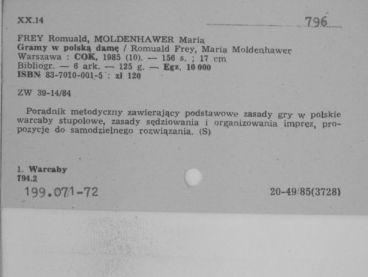 XX.14
796
FREY Romuald, MOLDENHAWER Maria
Gramy w polską damę / Romuald Frey, Maria Moldenhawer
Warszawa : COK, 1985 (10). — 156 s. ; 17 cm
Bibliogr. — 6 ark. — 125 g. — Egz. 10 000
ISBN 83-7010-001-5 : zł 120
ZW 39-14/84
Poradnik metodyczny zawierający podstawowe zasady gry w polskie
warcaby stupolowe, zasady sędziowania i organizowania imprez, pro-
pozycje do samodzielnego rozwiązania. (S)
1. Warcaby
794.2
199.071-72
20-49/85(3728)